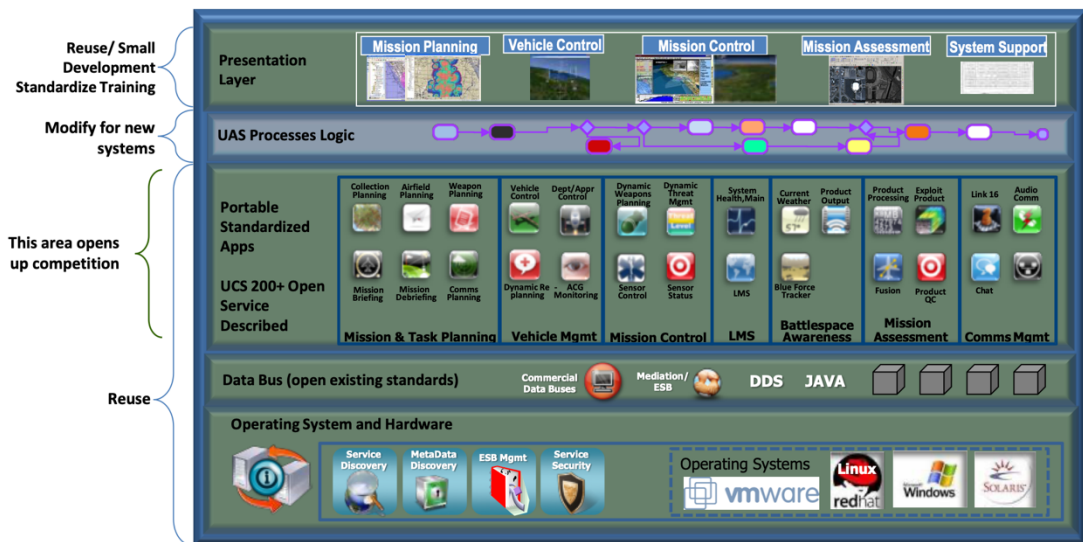 Reuse/ Small
Development
Standardize Training
Modify for new
systems
This area opens
up competition
Reuse
Presentation
Layer
Mission Planning
Vehicle Control
Mission Control
Mission Assessment
System Support
UAS Processes Logic
Portable
Standardized
Apps
UCS 200+ Open
Service
Described
Collection
Planning
Airfield
Planning
Weapon
Planning
Mission
Briefing
Mission
Debriefing
Comms
Planning
Mission & Task Planning
Vehicle
Control
Dept/Appr
Control
Dynamic Re
planning
- ACG
Monitoring
Vehicle Mgmt
Dynamic
Weapons
Planning
Dynamic
Threat
Mgmt
Threat
Level
Sensor
Control
Sensor
Status
Mission Control
System
Health,Main
LMS
LMS
Current
Weather
57°
Product
Output
Blue Force
Tracker
Battlespace
Awareness
Product
Processing
Exploit
Product
Fusion
Product
QC
Mission
Assessment
Link 16
Audio
Comm
Chat
Comms Mgmt
Data Bus (open existing standards)
Commercial
Data Buses
Mediation/
ESB
DDS
JAVA
Operating System and Hardware
Service
Discovery
MetaData
Discovery
ESB Mgmt
Service
Security
Operating Systems
vmware
Linux
redhat
Microsoft
Windows
SOLARIS